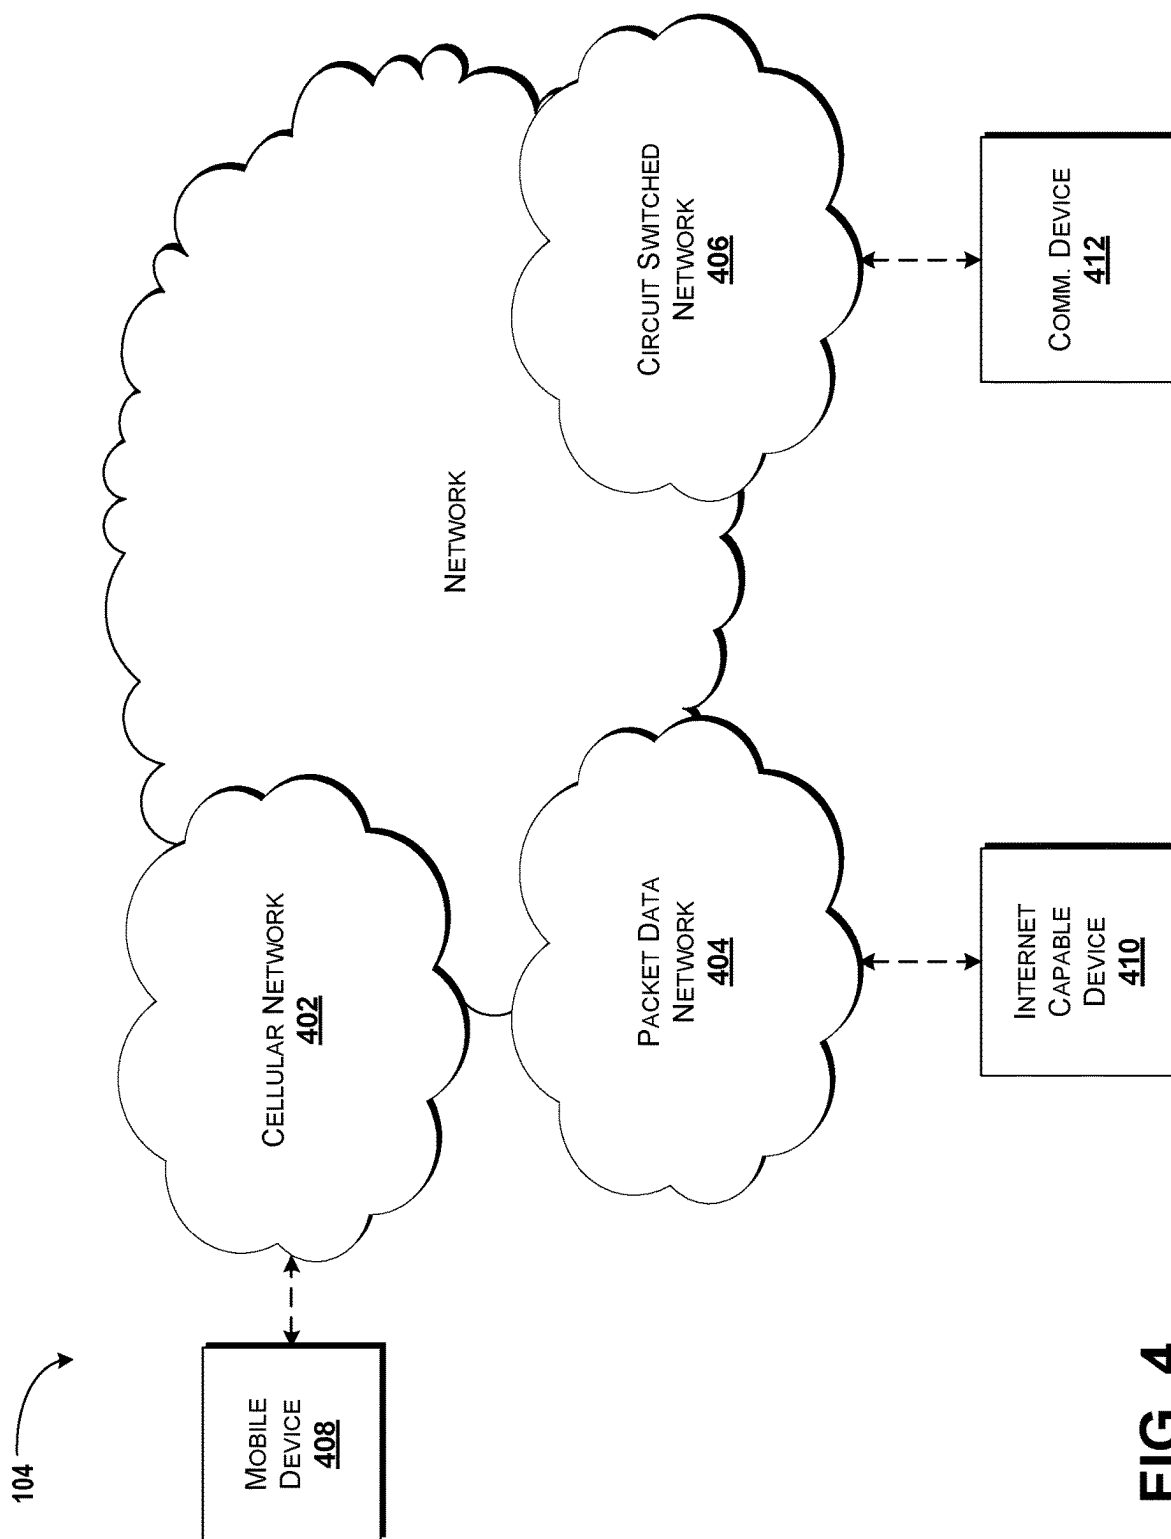 104
MOBILE
DEVICE
408
CELLULAR NETWORK
402
NETWORK
PACKET DATA
NETWORK
404
CIRCUIT SWITCHED
NETWORK
406
INTERNET
CAPABLE
DEVICE
410
COMM. DEVICE
412
FIG. 4